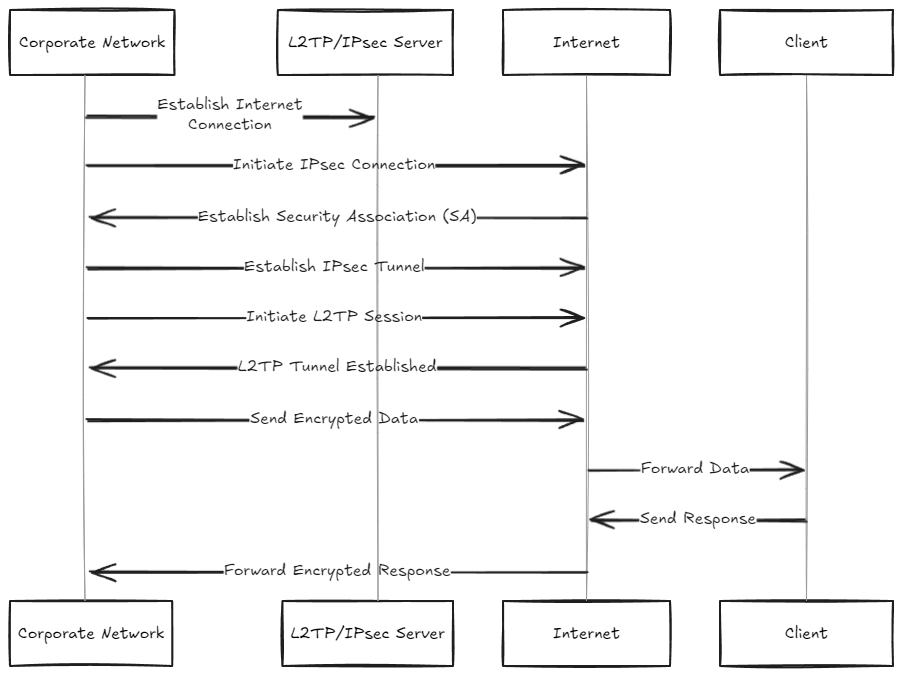 Corporate Network
L2TP/IPsec Server
Internet
Client
Establish Internet
Connection
Initiate IPsec Connection
Establish Security Association (SA)
Establish IPsec Tunnel
Initiate L2TP Session
L2TP Tunnel Established
Send Encrypted Data
Forward Data
Send Response
Forward Encrypted Response
Corporate Network
L2TP/IPsec Server
Internet
Client